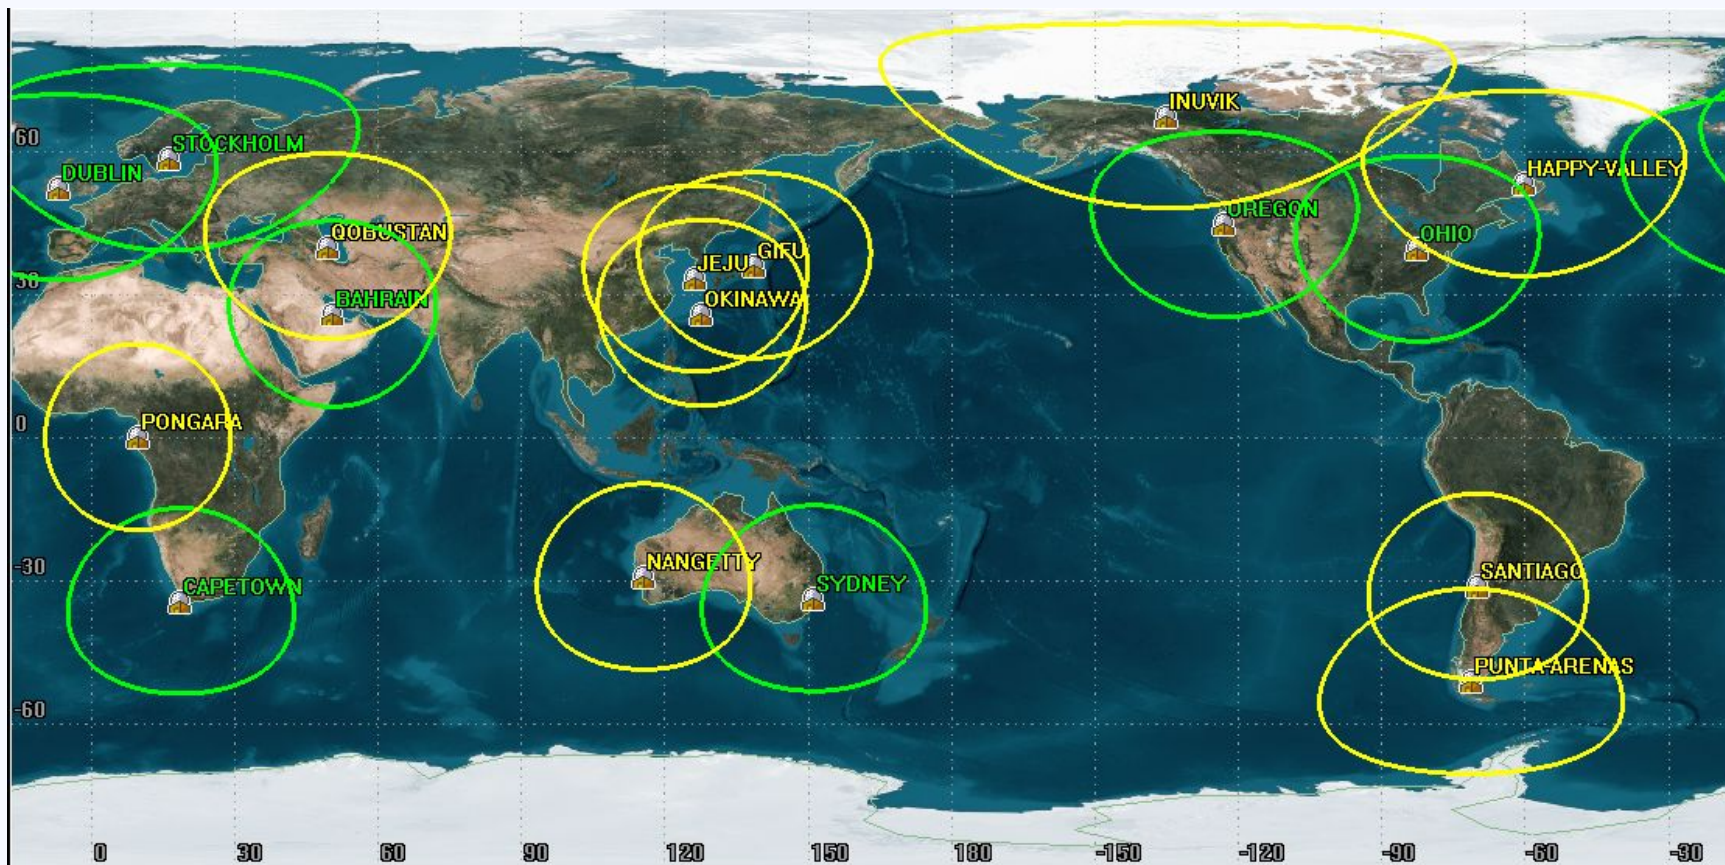 INUVIK
60
STOCKHOLM
DUBLIN
HAPPY-VALLEY
OREGON
QOBUSTAN
OHIO
GIFU
JEJU
30
BAHRAIN
OKINAWA
0
PONGARA
-30
NANGETTY
SANTIAGO
CAPETOWN
SYDNEY
PUNTA-ARENAS
-60
0 30 60 90 120 150 180 -150 -120 -90 -60 -30